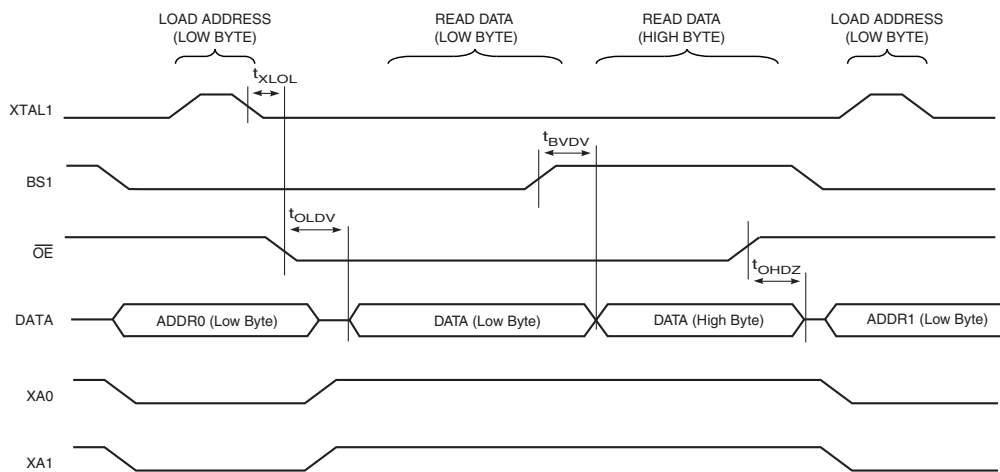 LOAD ADDRESS
(LOW BYTE)
READ DATA
(LOW BYTE)
READ DATA
(HIGH BYTE)
LOAD ADDRESS
(LOW BYTE)
tXLOL
XTAL1
tBVDV
BS1
tOLDV
OE
tOHDZ
DATA
ADDR0 (Low Byte)
DATA (Low Byte)
DATA (High Byte)
ADDR1 (Low Byte)
XA0
XA1